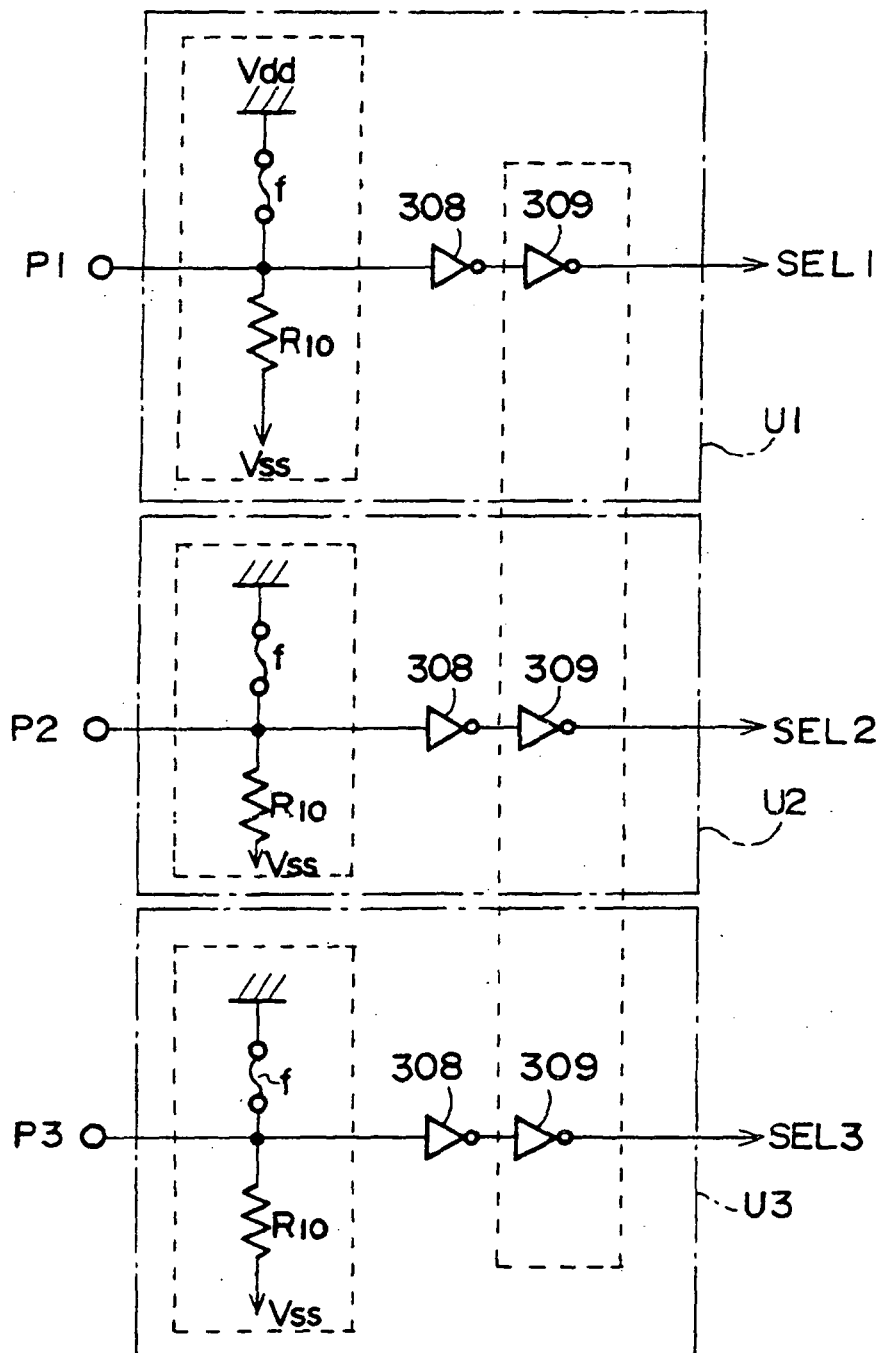 Vdd
f
308
309
P1
SEL1
R10
Vss
U1
f
308
309
P2
SEL2
R10
Vss
U2
f
308
309
P3
SEL3
R10
Vss
U3